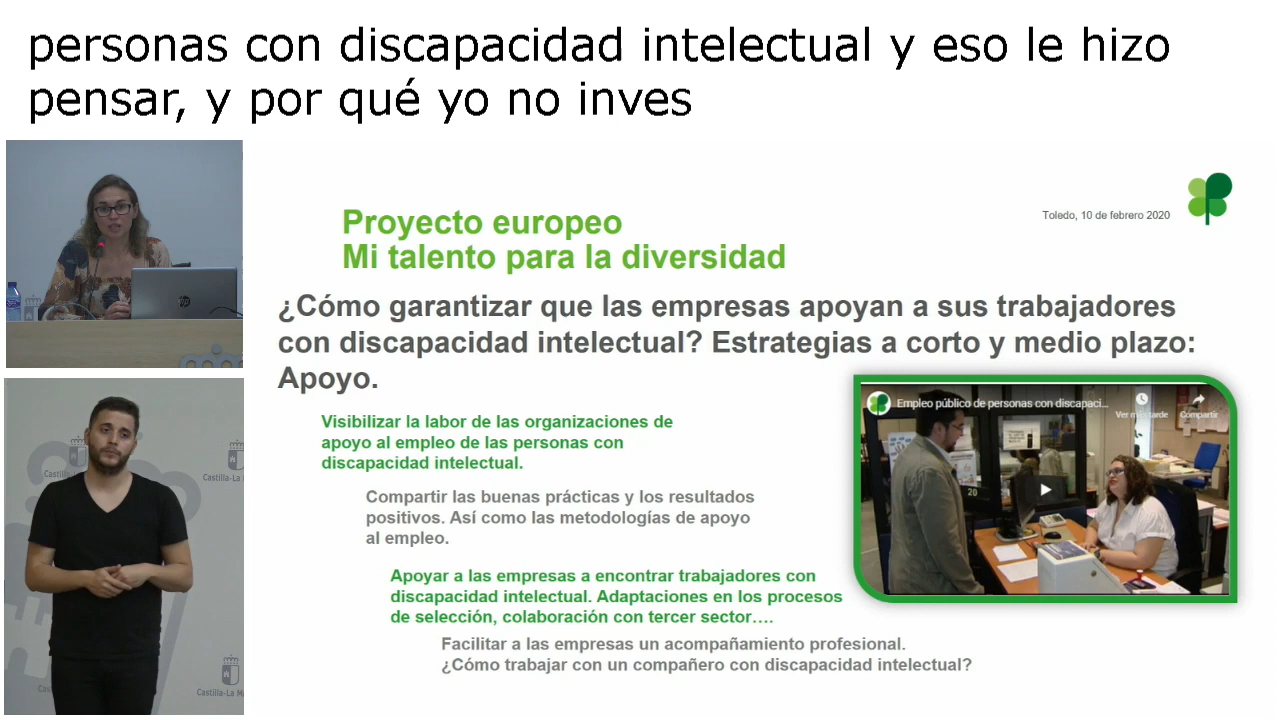 personas con discapacidad intelectual y eso le hizo
pensar, y por qué yo no inves
Toledo, 10 de febrero 2020
Proyecto europeo
Mi talento para la diversidad
¿Cómo garantizar que las empresas apoyan a sus trabajadores
con discapacidad intelectual? Estrategias a corto y medio plazo:
Apoyo.
Visibilizar la labor de las organizaciones de
apoyo al empleo de las personas con
discapacidad intelectual.
Compartir las buenas prácticas y los resultados
positivos. Así como las metodologías de apoyo
al empleo.
Apoyar a las empresas a encontrar trabajadores con
discapacidad intelectual. Adaptaciones en los procesos
de selección, colaboración con tercer sector….
Facilitar a las empresas un acompañamiento profesional.
¿Cómo trabajar con un compañero con discapacidad intelectual?
Empleo público de personas con discapaci...
Ver más tarde
Compartir
20
hp
Castilla-La M